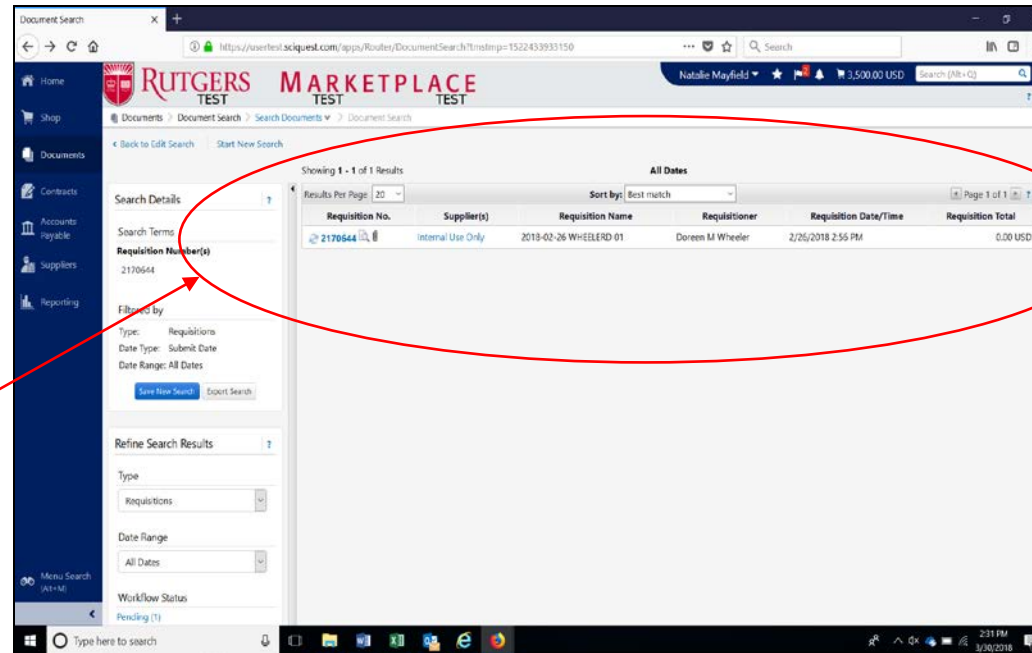 Document Search
https://usertest.sciquest.com/apps/Router/DocumentSearch?tmstmp=1522433933150
Search
Home
Shop
Documents
Contracts
Accounts Payable
Suppliers
Reporting
Menu Search
(Alt+M)
RUTGERS MARKETPLACE
TEST TEST TEST
Natalie Mayfield 3,500.00 USD Search (Alt+Q)
Documents > Document Search > Search Documents > Document Search
Back to Edit Search Start New Search
Showing 1 - 1 of 1 Results All Dates
Results Per Page 20 Sort by: Best match Page 1 of 1 ?
Requisition No. Supplier(s) Requisition Name Requisitioner Requisition Date/Time Requisition Total
2170644 Internal Use Only 2018-02-26 WHEELERD 01 Doreen M Wheeler 2/26/2018 2:56 PM 0.00 USD
Search Details ?
Search Terms
Requisition Number(s)
2170644
Filtered by
Type: Requisitions
Date Type: Submit Date
Date Range: All Dates
Save New Search Export Search
Refine Search Results ?
Type
Requisitions
Date Range
All Dates
Workflow Status
Pending (1)
Type here to search
2:31 PM
3/30/2018